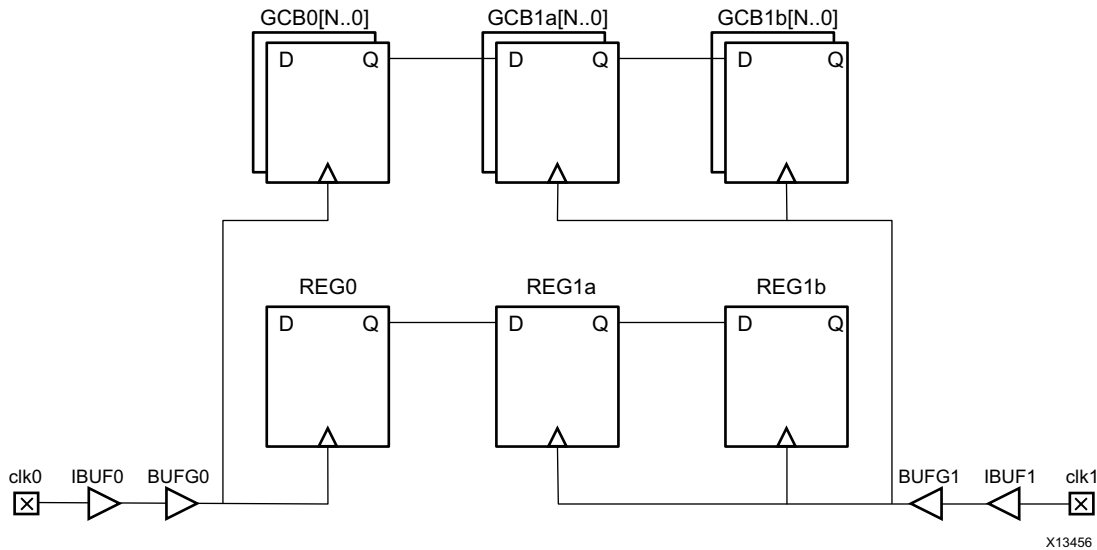 GCB0[N..0] GCB1a[N..0] GCB1b[N..0]
D Q D Q D Q
REG0 REG1a REG1b
D Q D Q D Q
clk0 IBUF0 BUFG0 BUFG1 IBUF1 clk1
X13456